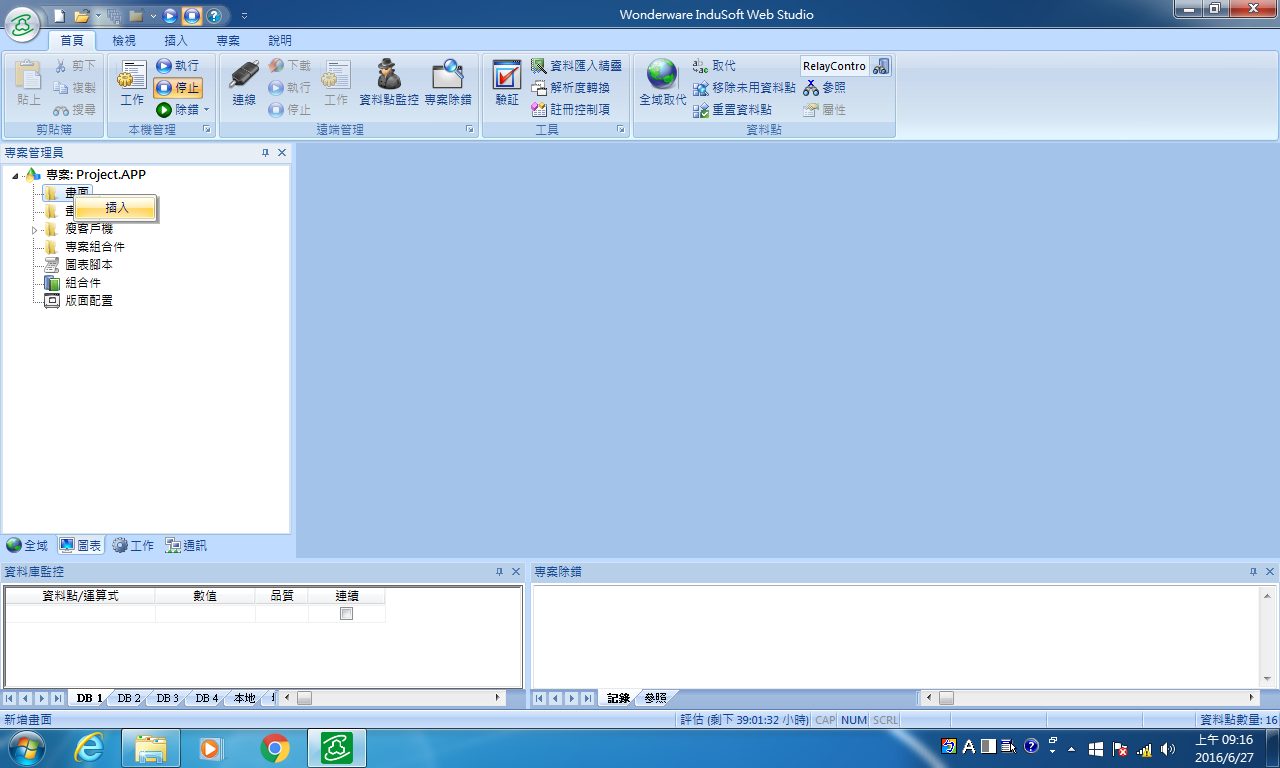 Wonderware InduSoft Web Studio
首頁 檢視 插入 專案 說明
貼上 剪下 複製 搜尋 剪貼簿
工作 執行 停止 除錯 本機管理
連線 下載 執行 停止 工作 資料點監控 專案除錯 遠端管理
驗証 資料匯入精靈 解析度轉換 註冊控制項 工具
全域取代 取代 移除未用資料點 重置資料點 RelayContro 參照 屬性 資料點
專案管理員
專案: Project.APP
畫面
插入
瘦客戶機
專案組合件
圖表腳本
組合件
版面配置
全域 圖表 工作 通訊
資料庫監控
資料點/運算式 數值 品質 連續
DB 1 DB 2 DB 3 DB 4 本地
專案除錯
記錄 參照
新增畫面
評估 (剩下 39:01:32 小時) CAP NUM SCRL
資料點數量: 16
上午 09:16
2016/6/27